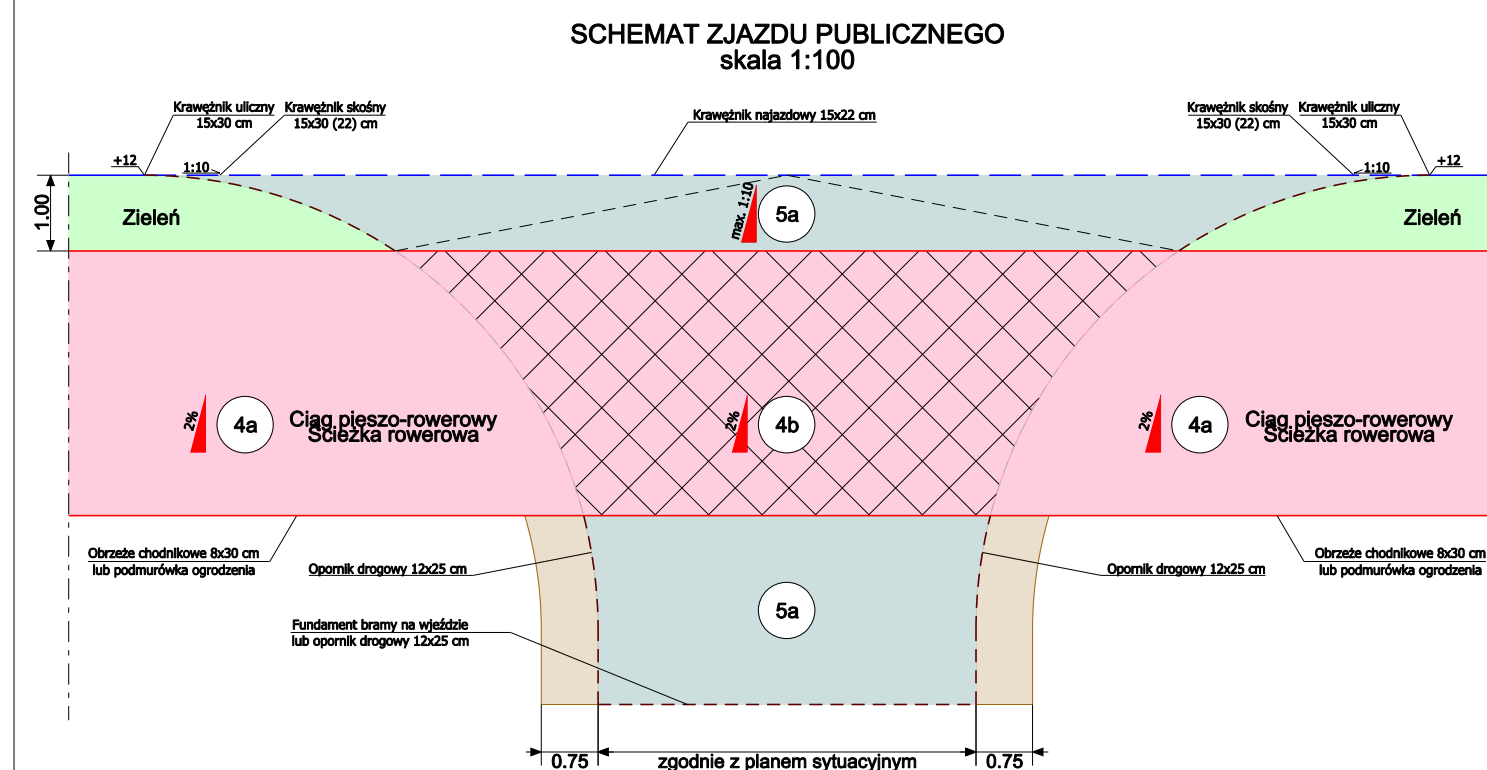 SCHEMAT ZJAZDU PUBLICZNEGO
skala 1:100
Krawężnik uliczny
15x30 cm
Krawężnik skośny
15x30 (22) cm
Krawężnik najazdowy 15x22 cm
Krawężnik skośny
15x30 (22) cm
Krawężnik uliczny
15x30 cm
+12
1:10
1:10
+12
1.00
Zieleń
max. 1:10
5a
Zieleń
2%
4a
Ciąg pieszo-rowerowy
Ścieżka rowerowa
2%
4b
2%
4a
Ciąg pieszo-rowerowy
Ścieżka rowerowa
Obrzeże chodnikowe 8x30 cm
lub podmurówka ogrodzenia
Opornik drogowy 12x25 cm
Opornik drogowy 12x25 cm
Obrzeże chodnikowe 8x30 cm
lub podmurówka ogrodzenia
5a
Fundament bramy na wjeździe
lub opornik drogowy 12x25 cm
0.75
zgodnie z planem sytuacyjnym
0.75